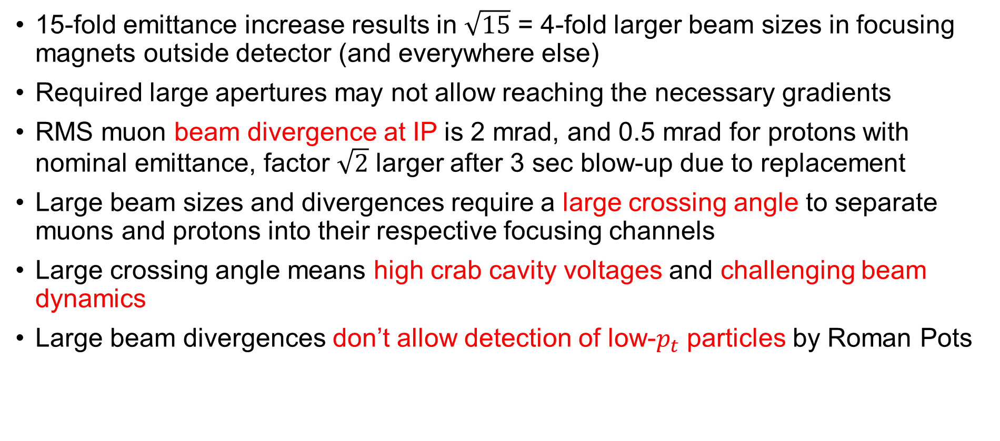 • 15-fold emittance increase results in √15 = 4-fold larger beam sizes in focusing
magnets outside detector (and everywhere else)
• Required large apertures may not allow reaching the necessary gradients
• RMS muon beam divergence at IP is 2 mrad, and 0.5 mrad for protons with
nominal emittance, factor √2 larger after 3 sec blow-up due to replacement
• Large beam sizes and divergences require a large crossing angle to separate
muons and protons into their respective focusing channels
• Large crossing angle means high crab cavity voltages and challenging beam
dynamics
• Large beam divergences don’t allow detection of low-pₜ particles by Roman Pots